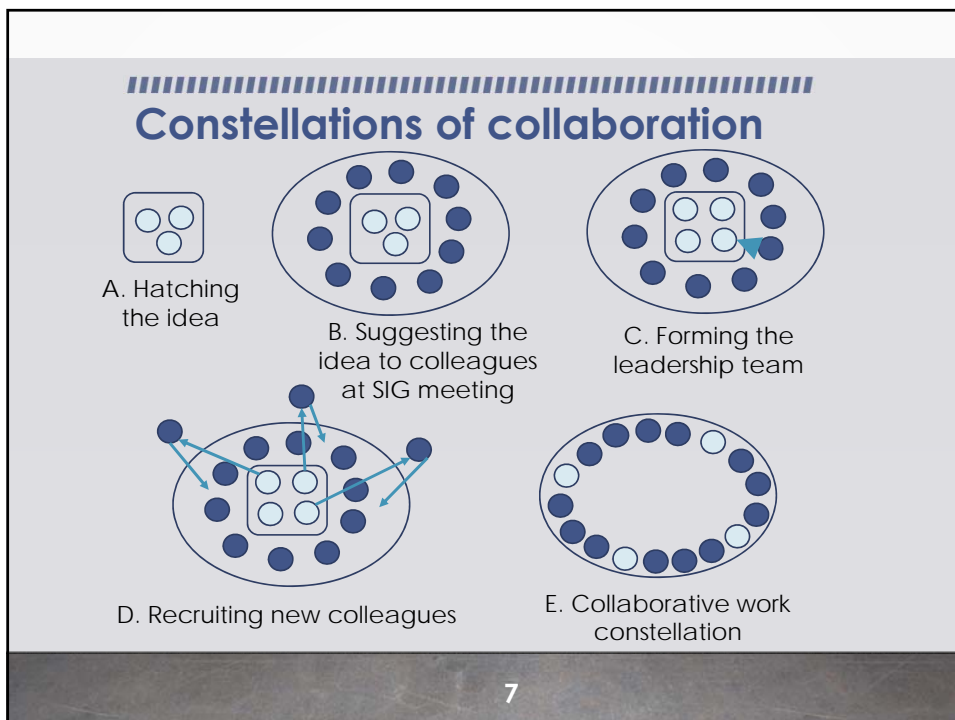 Constellations of collaboration
A. Hatching
the idea
B. Suggesting the
idea to colleagues
at SIG meeting
C. Forming the
leadership team
D. Recruiting new colleagues
E. Collaborative work
constellation
7